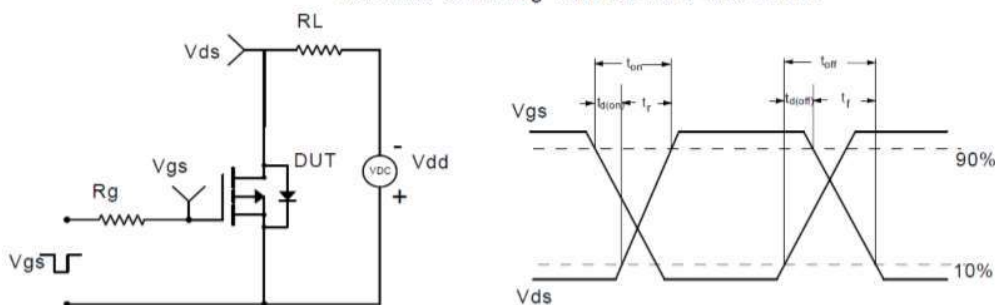 RL
Vds
Vgs
DUT
Rg
Vgs
VDC
-
+
Vdd
ton
toff
td(on)
tr
td(off)
tf
Vgs
90%
10%
Vds